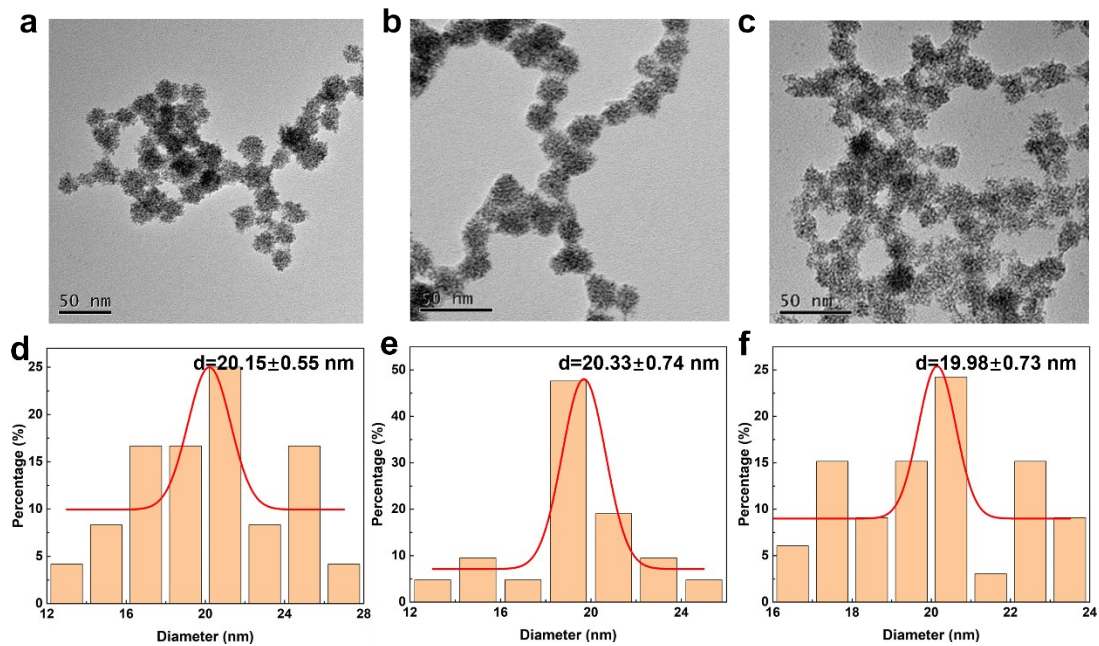 a
b
c
50 nm
50 nm
50 nm
d
e
f
d=20.15±0.55 nm
d=20.33±0.74 nm
d=19.98±0.73 nm
Percentage (%)
25
20
15
10
5
0
12 16 20 24 28
Diameter (nm)
Percentage (%)
50
40
30
20
10
0
12 16 20 24
Diameter (nm)
Percentage (%)
25
20
15
10
5
0
16 18 20 22 24
Diameter (nm)